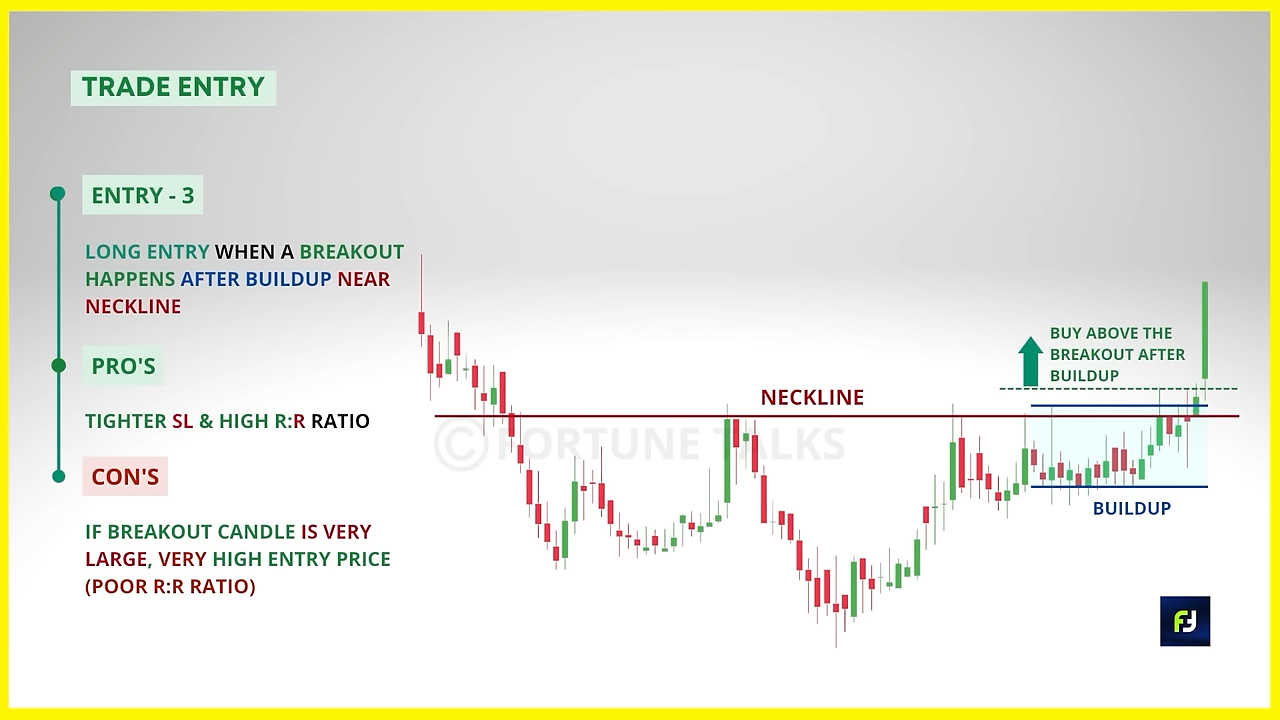 TRADE ENTRY
ENTRY - 3
LONG ENTRY WHEN A BREAKOUT
HAPPENS AFTER BUILDUP NEAR
NECKLINE
PRO'S
TIGHTER SL & HIGH R:R RATIO
CON'S
IF BREAKOUT CANDLE IS VERY
LARGE, VERY HIGH ENTRY PRICE
(POOR R:R RATIO)
NECKLINE
© FORTUNE TALKS
BUY ABOVE THE
BREAKOUT AFTER
BUILDUP
BUILDUP